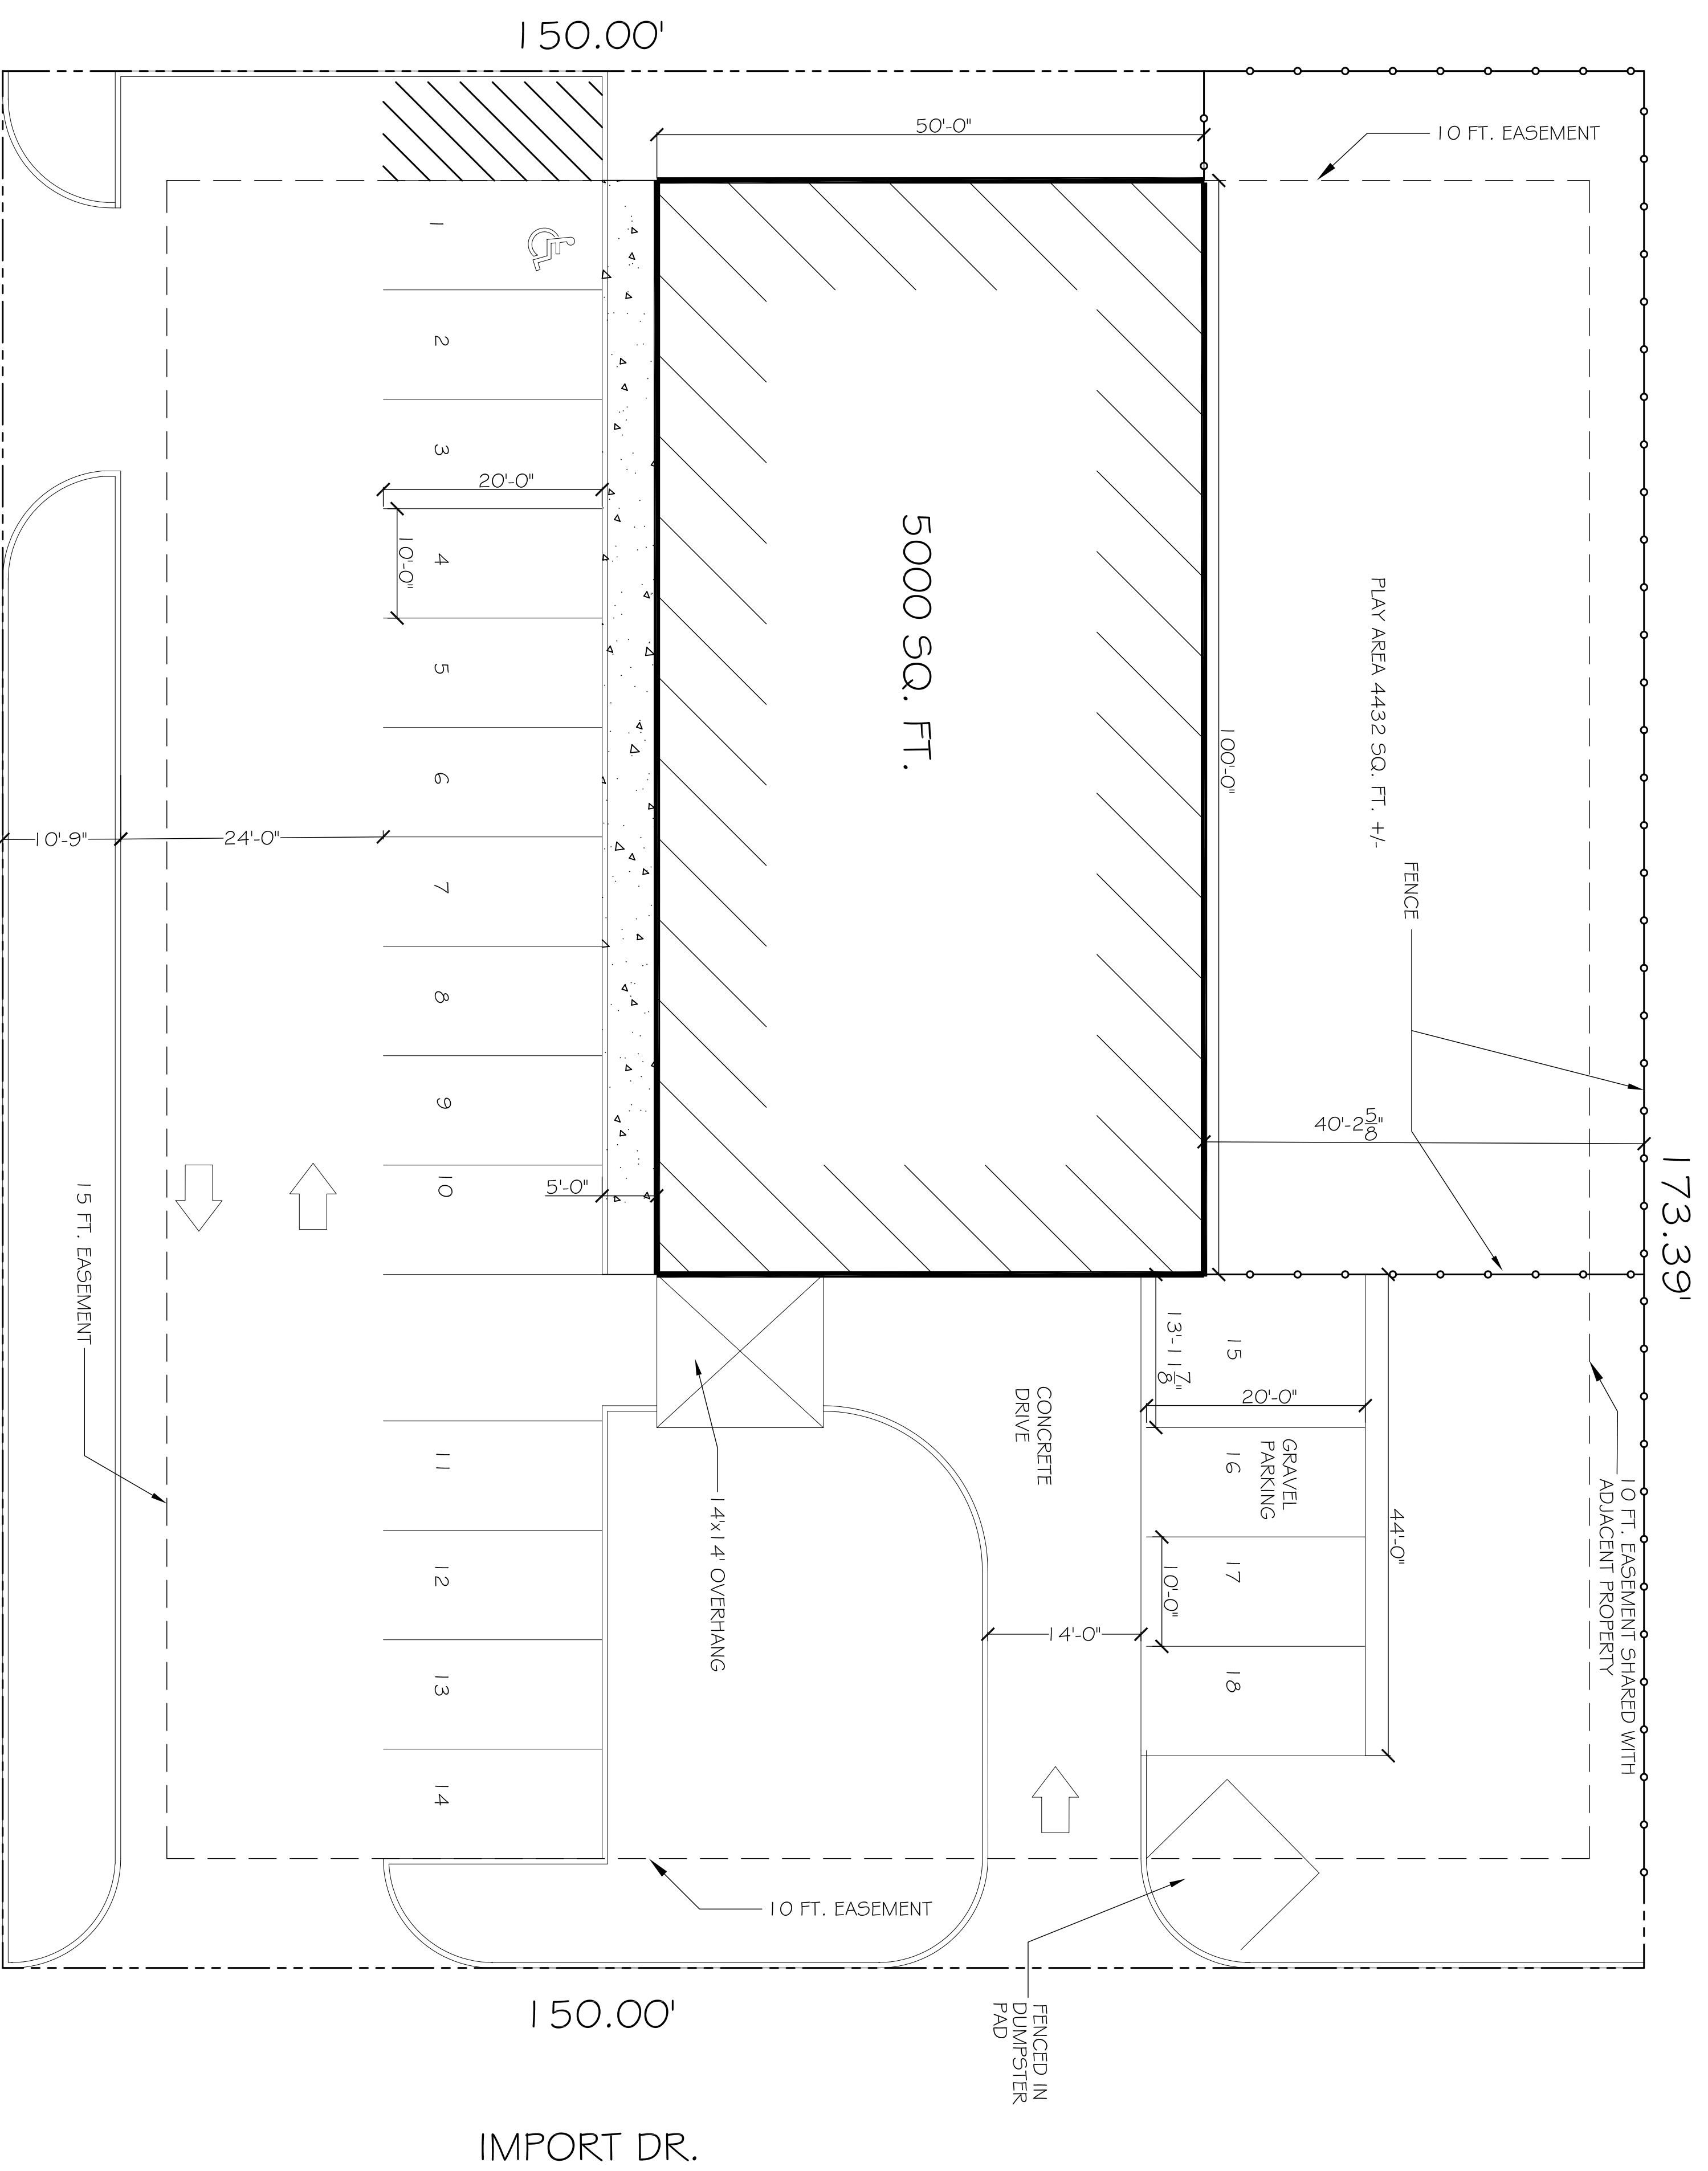 150.00'
50'-0"
10 FT. EASEMENT
1
2
3
20'-0"
4
10'-0"
5
6
7
8
9
10
5000 SQ. FT.
100'-0"
PLAY AREA 4432 SQ. FT. +/-
FENCE
10'-9"
24'-0"
40'-2 5/8"
173.39'
5'-0"
15 FT. EASEMENT
13'-11 7/8"
15
20'-0"
CONCRETE
DRIVE
GRAVEL
PARKING
16
44'-0"
10 FT. EASEMENT SHARED WITH
ADJACENT PROPERTY
11
12
13
14
14'x14' OVERHANG
17
10'-0"
14'-0"
18
10 FT. EASEMENT
150.00'
FENCED IN
DUMPSTER
PAD
IMPORT DR.